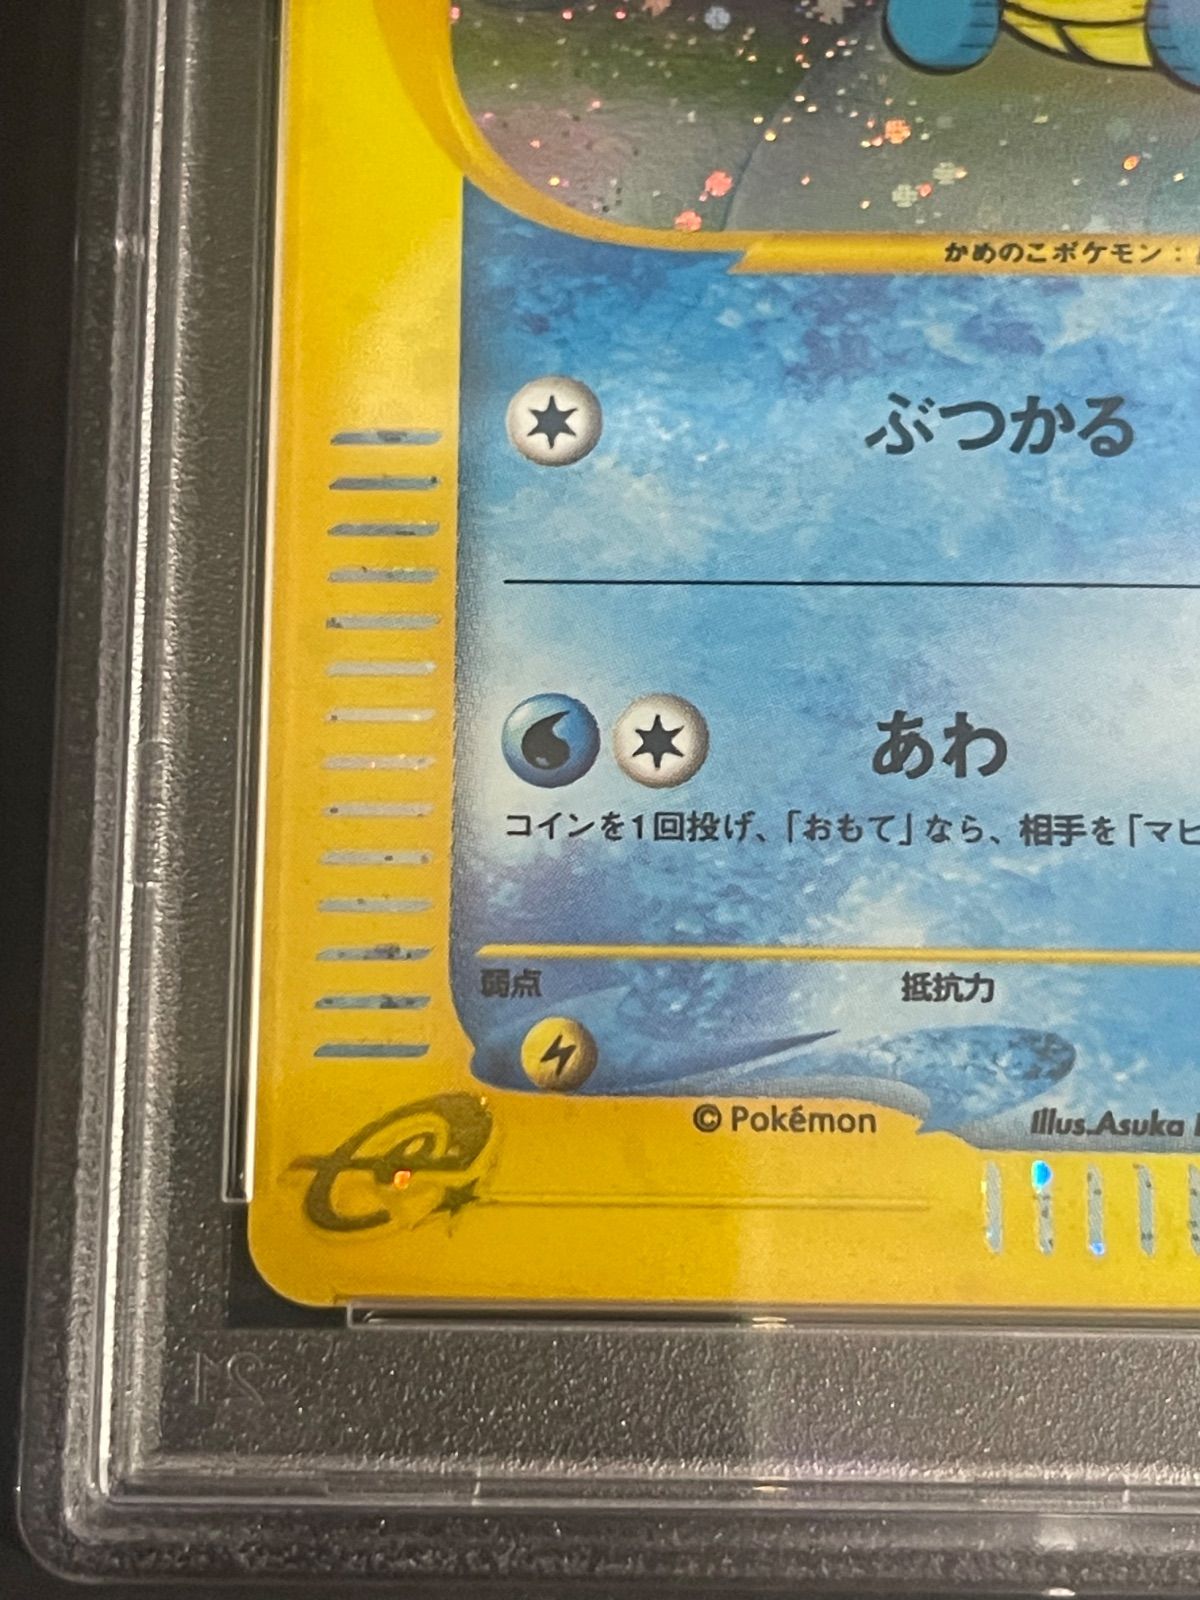 かめのこポケモン：
ぶつかる
あわ
コインを1回投げ、「おもて」なら、相手を「マヒ
弱点 抵抗力
© Pokémon Illus.Asuka
e